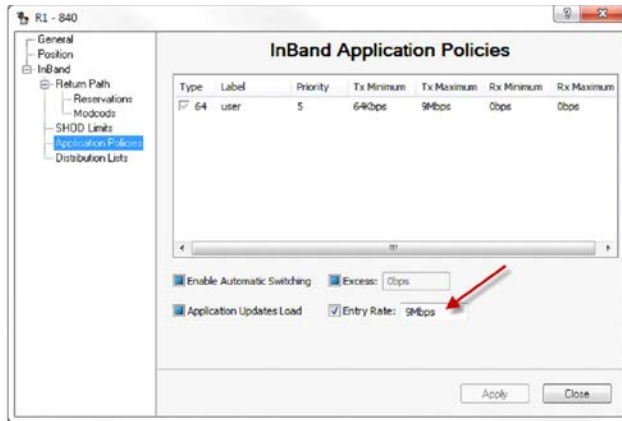 R1 - 840
General
Position
InBand
Return Path
Reservations
Modcods
SHOD Limits
Application Policies
Distribution Lists
InBand Application Policies
Type Label Priority Tx Minimum Tx Maximum Rx Minimum Rx Maximum
64 user 5 64Kbps 9Mbps 0bps 0bps
Enable Automatic Switching Excess: 0bps
Application Updates Load Entry Rate: 9Mbps
Apply Close